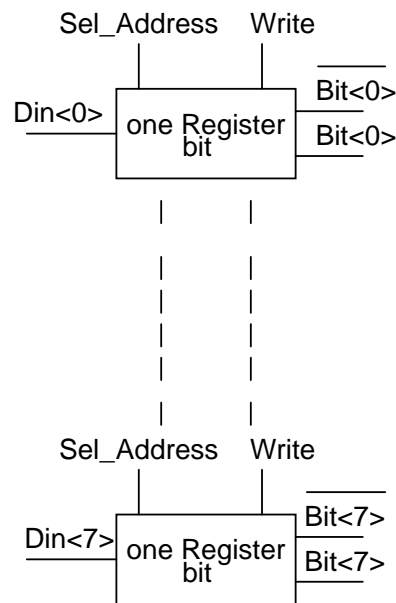 Sel_Address Write
Bit<0>
Din<0>
one Register
bit
Bit<0>
Sel_Address Write
Bit<7>
Din<7>
one Register
bit
Bit<7>